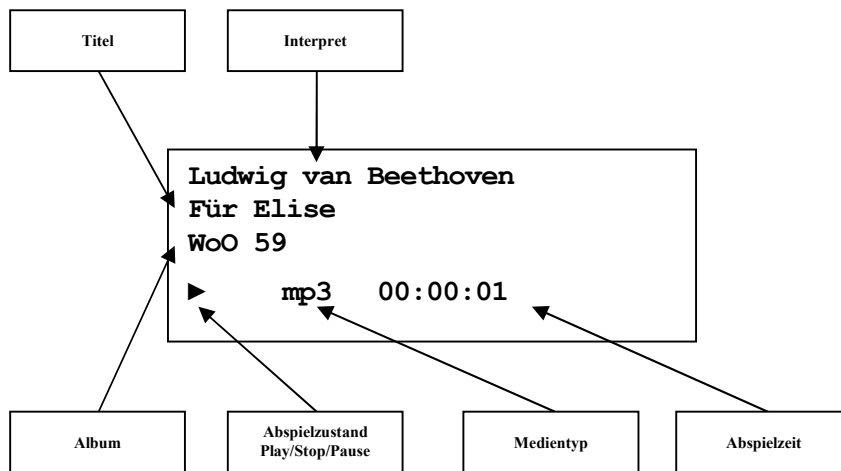 Titel
Interpret
Ludwig van Beethoven
Für Elise
WoO 59
► mp3 00:00:01
Album
Abspielzustand
Play/Stop/Pause
Medientyp
Abspielzeit